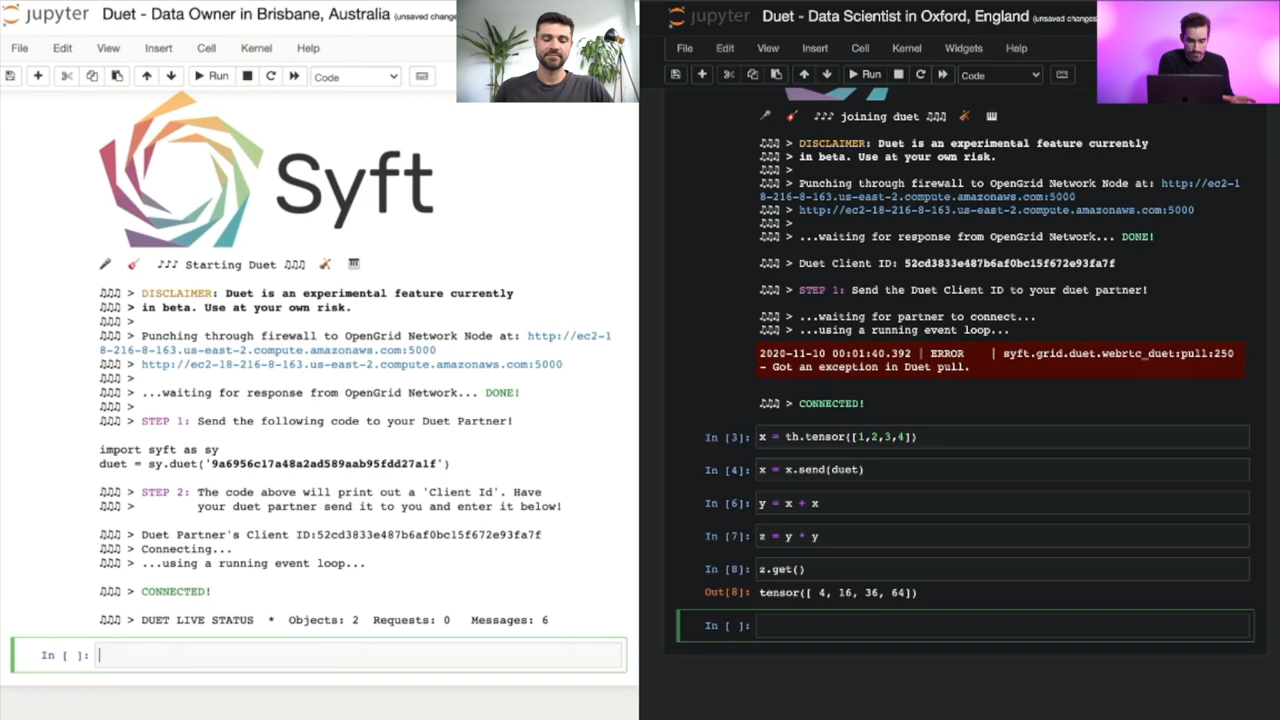 jupyter Duet - Data Owner in Brisbane, Australia (unsaved change
File Edit View Insert Cell Kernel Help
Run Code
Syft
🎤 🎸 ♪♪♪ Starting Duet ♫♫♫ 🎻 🎹
♫♫♫ > DISCLAIMER: Duet is an experimental feature currently
♫♫♫ > in beta. Use at your own risk.
♫♫♫ >
♫♫♫ > Punching through firewall to OpenGrid Network Node at: http://ec2-1
8-216-8-163.us-east-2.compute.amazonaws.com:5000
♫♫♫ > http://ec2-18-216-8-163.us-east-2.compute.amazonaws.com:5000
♫♫♫ >
♫♫♫ > ...waiting for response from OpenGrid Network... DONE!
♫♫♫ >
♫♫♫ > STEP 1: Send the following code to your Duet Partner!
import syft as sy
duet = sy.duet('9a6956c17a48a2ad589aab95fdd27a1f')
♫♫♫ > STEP 2: The code above will print out a 'Client Id'. Have
♫♫♫ > your duet partner send it to you and enter it below!
♫♫♫ > Duet Partner's Client ID:52cd3833e487b6af0bc15f672e93fa7f
♫♫♫ > Connecting...
♫♫♫ > ...using a running event loop...
♫♫♫ > CONNECTED!
♫♫♫ > DUET LIVE STATUS * Objects: 2 Requests: 0 Messages: 6
In [ ]:
jupyter Duet - Data Scientist in Oxford, England (unsaved changes
File Edit View Insert Cell Kernel Widgets Help
Run Code
🎤 🎸 ♪♪♪ joining duet ♫♫♫ 🎻 🎹
♫♫♫ > DISCLAIMER: Duet is an experimental feature currently
♫♫♫ > in beta. Use at your own risk.
♫♫♫ >
♫♫♫ > Punching through firewall to OpenGrid Network Node at: http://ec2-1
8-216-8-163.us-east-2.compute.amazonaws.com:5000
♫♫♫ > http://ec2-18-216-8-163.us-east-2.compute.amazonaws.com:5000
♫♫♫ >
♫♫♫ > ...waiting for response from OpenGrid Network... DONE!
♫♫♫ > Duet Client ID: 52cd3833e487b6af0bc15f672e93fa7f
♫♫♫ > STEP 1: Send the Duet Client ID to your duet partner!
♫♫♫ > ...waiting for partner to connect...
♫♫♫ > ...using a running event loop...
2020-11-10 00:01:40.392 | ERROR | syft.grid.duet.webrtc_duet:pull:250
- Got an exception in Duet pull.
♫♫♫ > CONNECTED!
In [3]: x = th.tensor([1,2,3,4])
In [4]: x = x.send(duet)
In [6]: y = x + x
In [7]: z = y * y
In [8]: z.get()
Out[8]: tensor([ 4, 16, 36, 64])
In [ ]: